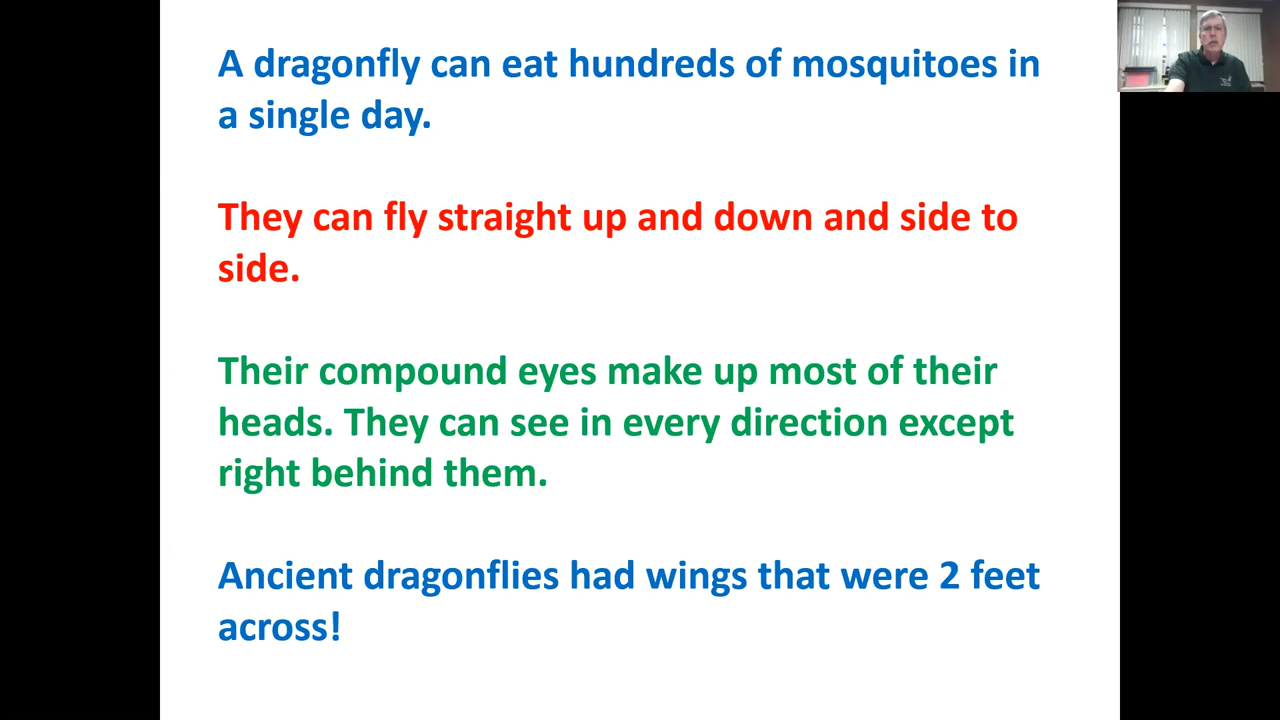 A dragonfly can eat hundreds of mosquitoes in
a single day.
They can fly straight up and down and side to
side.
Their compound eyes make up most of their
heads. They can see in every direction except
right behind them.
Ancient dragonflies had wings that were 2 feet
across!